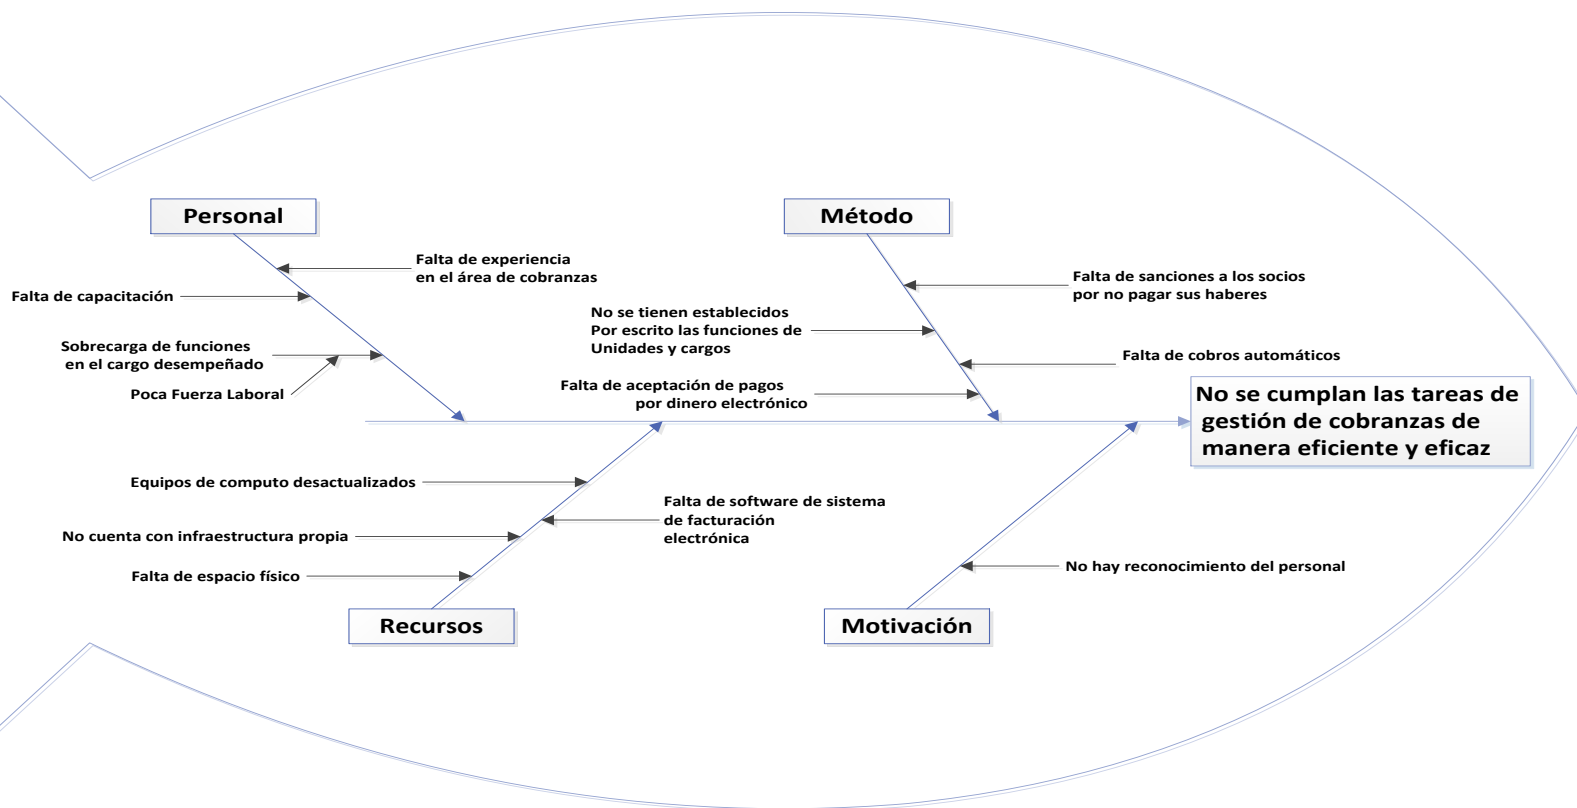 Personal
Método
Falta de experiencia
en el área de cobranzas
Falta de capacitación
Sobrecarga de funciones
en el cargo desempeñado
Poca Fuerza Laboral
Falta de sanciones a los socios
por no pagar sus haberes
No se tienen establecidos
Por escrito las funciones de
Unidades y cargos
Falta de cobros automáticos
Falta de aceptación de pagos
por dinero electrónico
No se cumplan las tareas de
gestión de cobranzas de
manera eficiente y eficaz
Equipos de computo desactualizados
Falta de software de sistema
de facturación
electrónica
No cuenta con infraestructura propia
Falta de espacio físico
No hay reconocimiento del personal
Recursos
Motivación